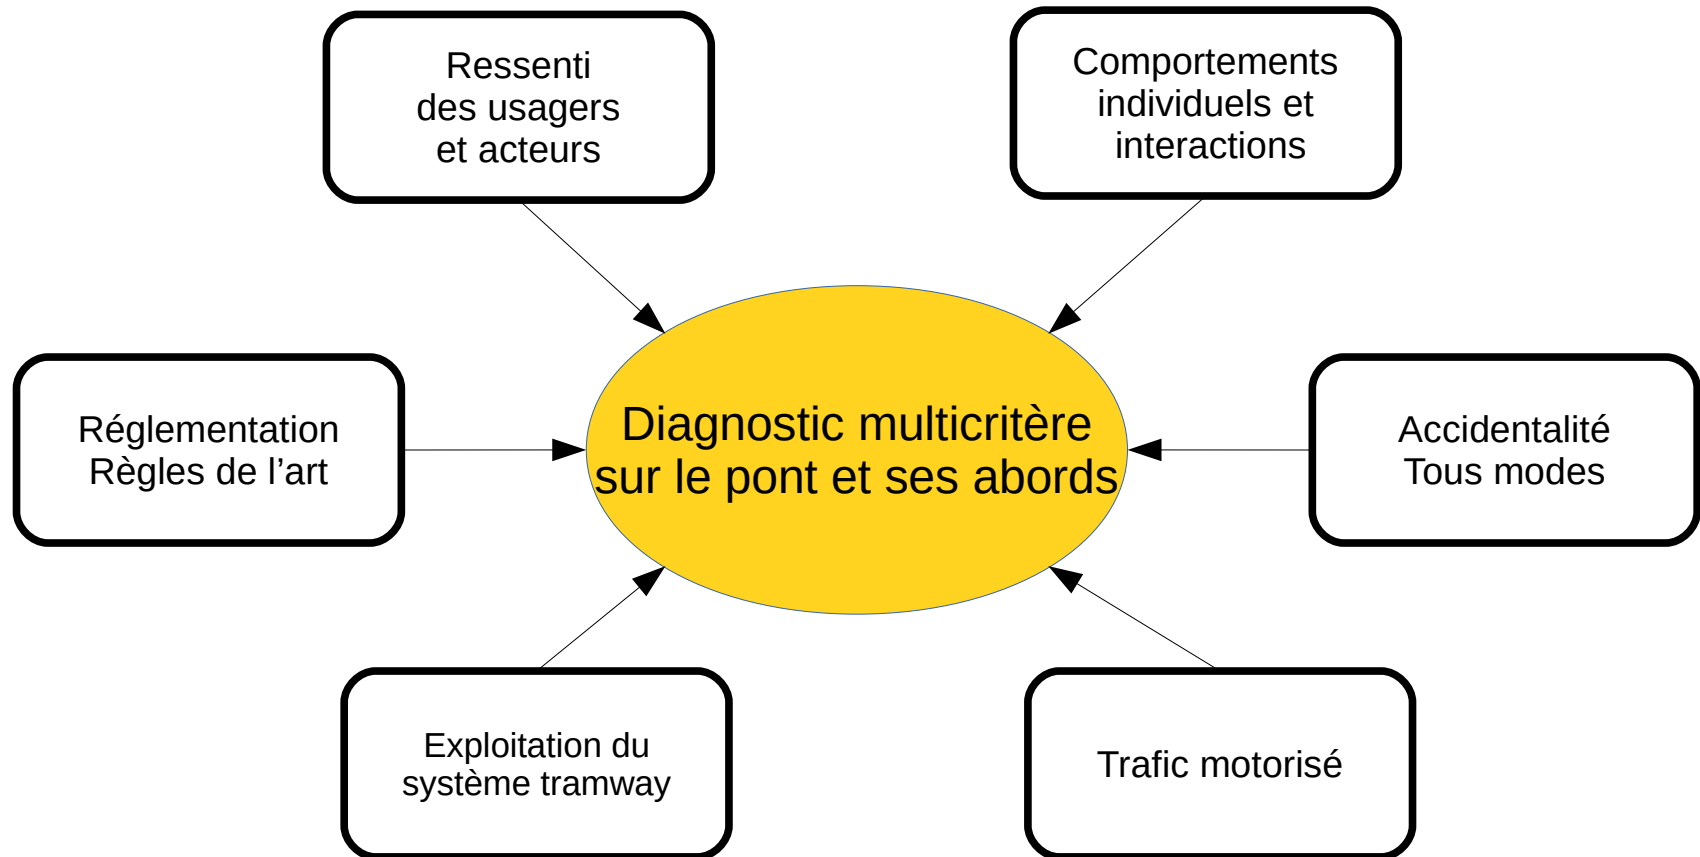 Ressenti
des usagers
et acteurs
Comportements
individuels et
interactions
Réglementation
Règles de l’art
Diagnostic multicritère
sur le pont et ses abords
Accidentalité
Tous modes
Exploitation du
système tramway
Trafic motorisé